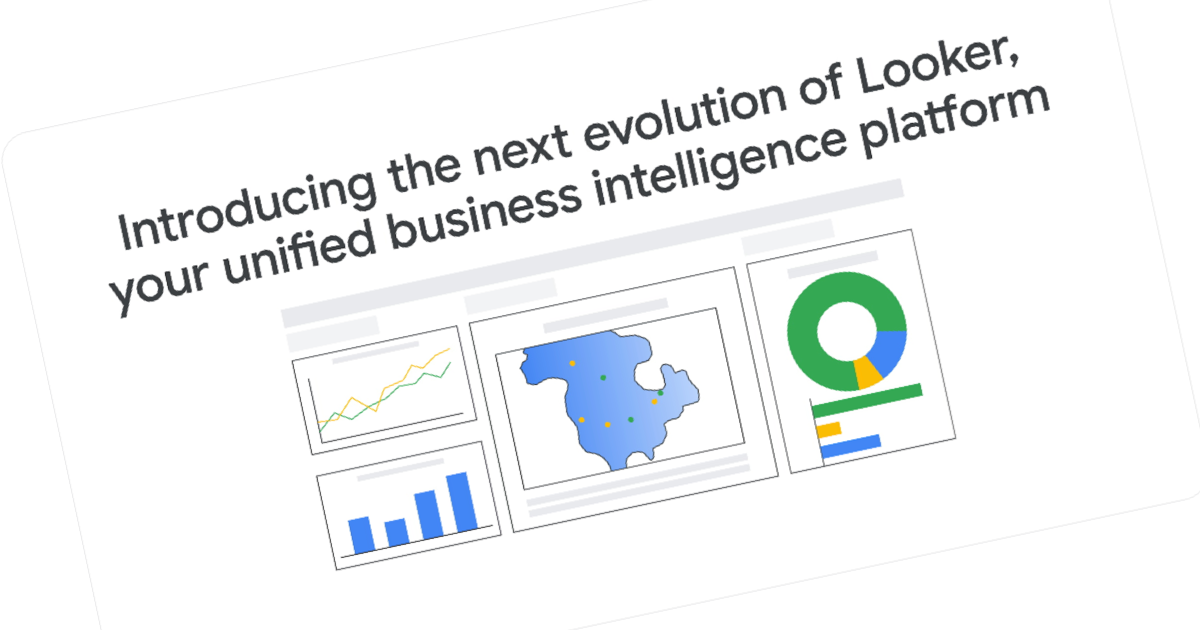 Introducing the next evolution of Looker,
your unified business intelligence platform